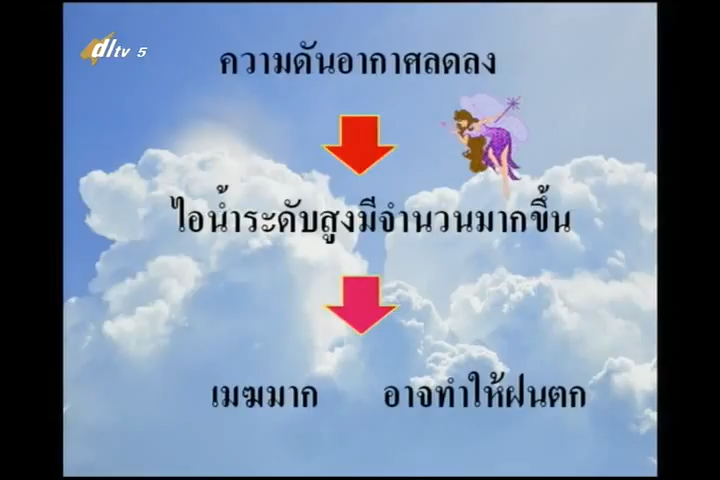 dltv 5
ความดันอากาศลดลง
ไอน้ำระดับสูงมีจำนวนมากขึ้น
เมฆมาก อาจทำให้ฝนตก